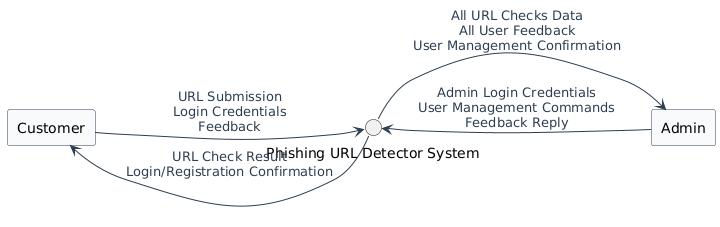 All URL Checks Data
All User Feedback
User Management Confirmation
URL Submission
Login Credentials
Feedback
Admin Login Credentials
User Management Commands
Feedback Reply
Customer
Admin
URL Check Result
Phishing URL Detector System
Login/Registration Confirmation